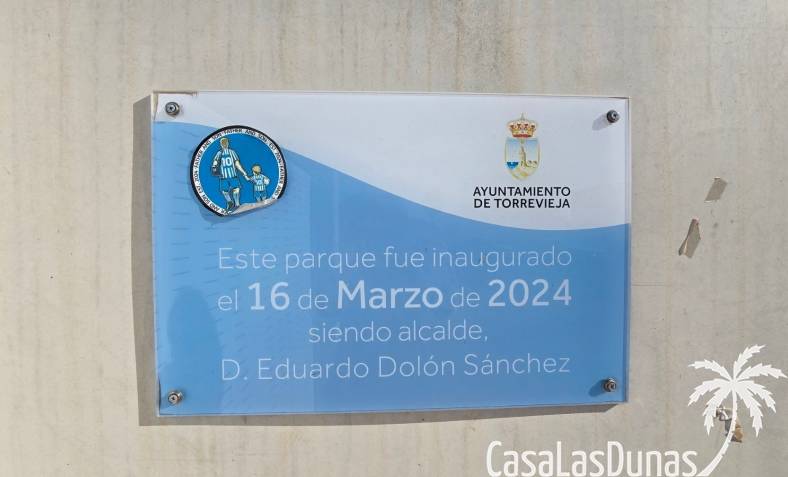 AYUNTAMIENTO
DE TORREVIEJA
Este parque fue inaugurado
el 16 de Marzo de 2024
siendo alcalde,
D. Eduardo Dolón Sánchez
10
CasaLasDunas